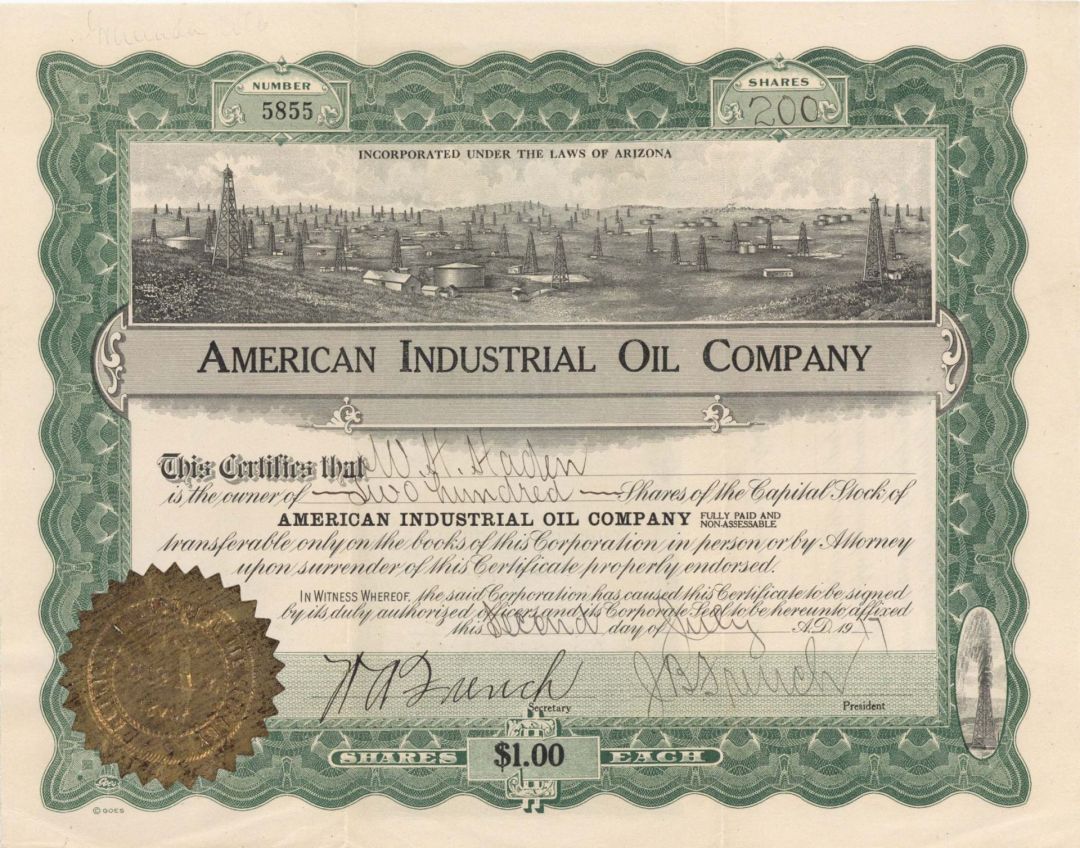 NUMBER
5855
SHARES
200
INCORPORATED UNDER THE LAWS OF ARIZONA
AMERICAN INDUSTRIAL OIL COMPANY
This Certifies that W. H. Haden
is the owner of Two hundred Shares of the Capital Stock of
AMERICAN INDUSTRIAL OIL COMPANY FULLY PAID AND NON-ASSESSABLE
transferable only on the books of this Corporation in person or by Attorney
upon surrender of this Certificate properly endorsed.
IN WITNESS WHEREOF, the said Corporation has caused this Certificate to be signed
by its duly authorized officers and its Corporate Seal to be hereunto affixed
this Second day of July A.D. 1917
Secretary
President
SHARES $1.00 EACH
Goes
© GOES